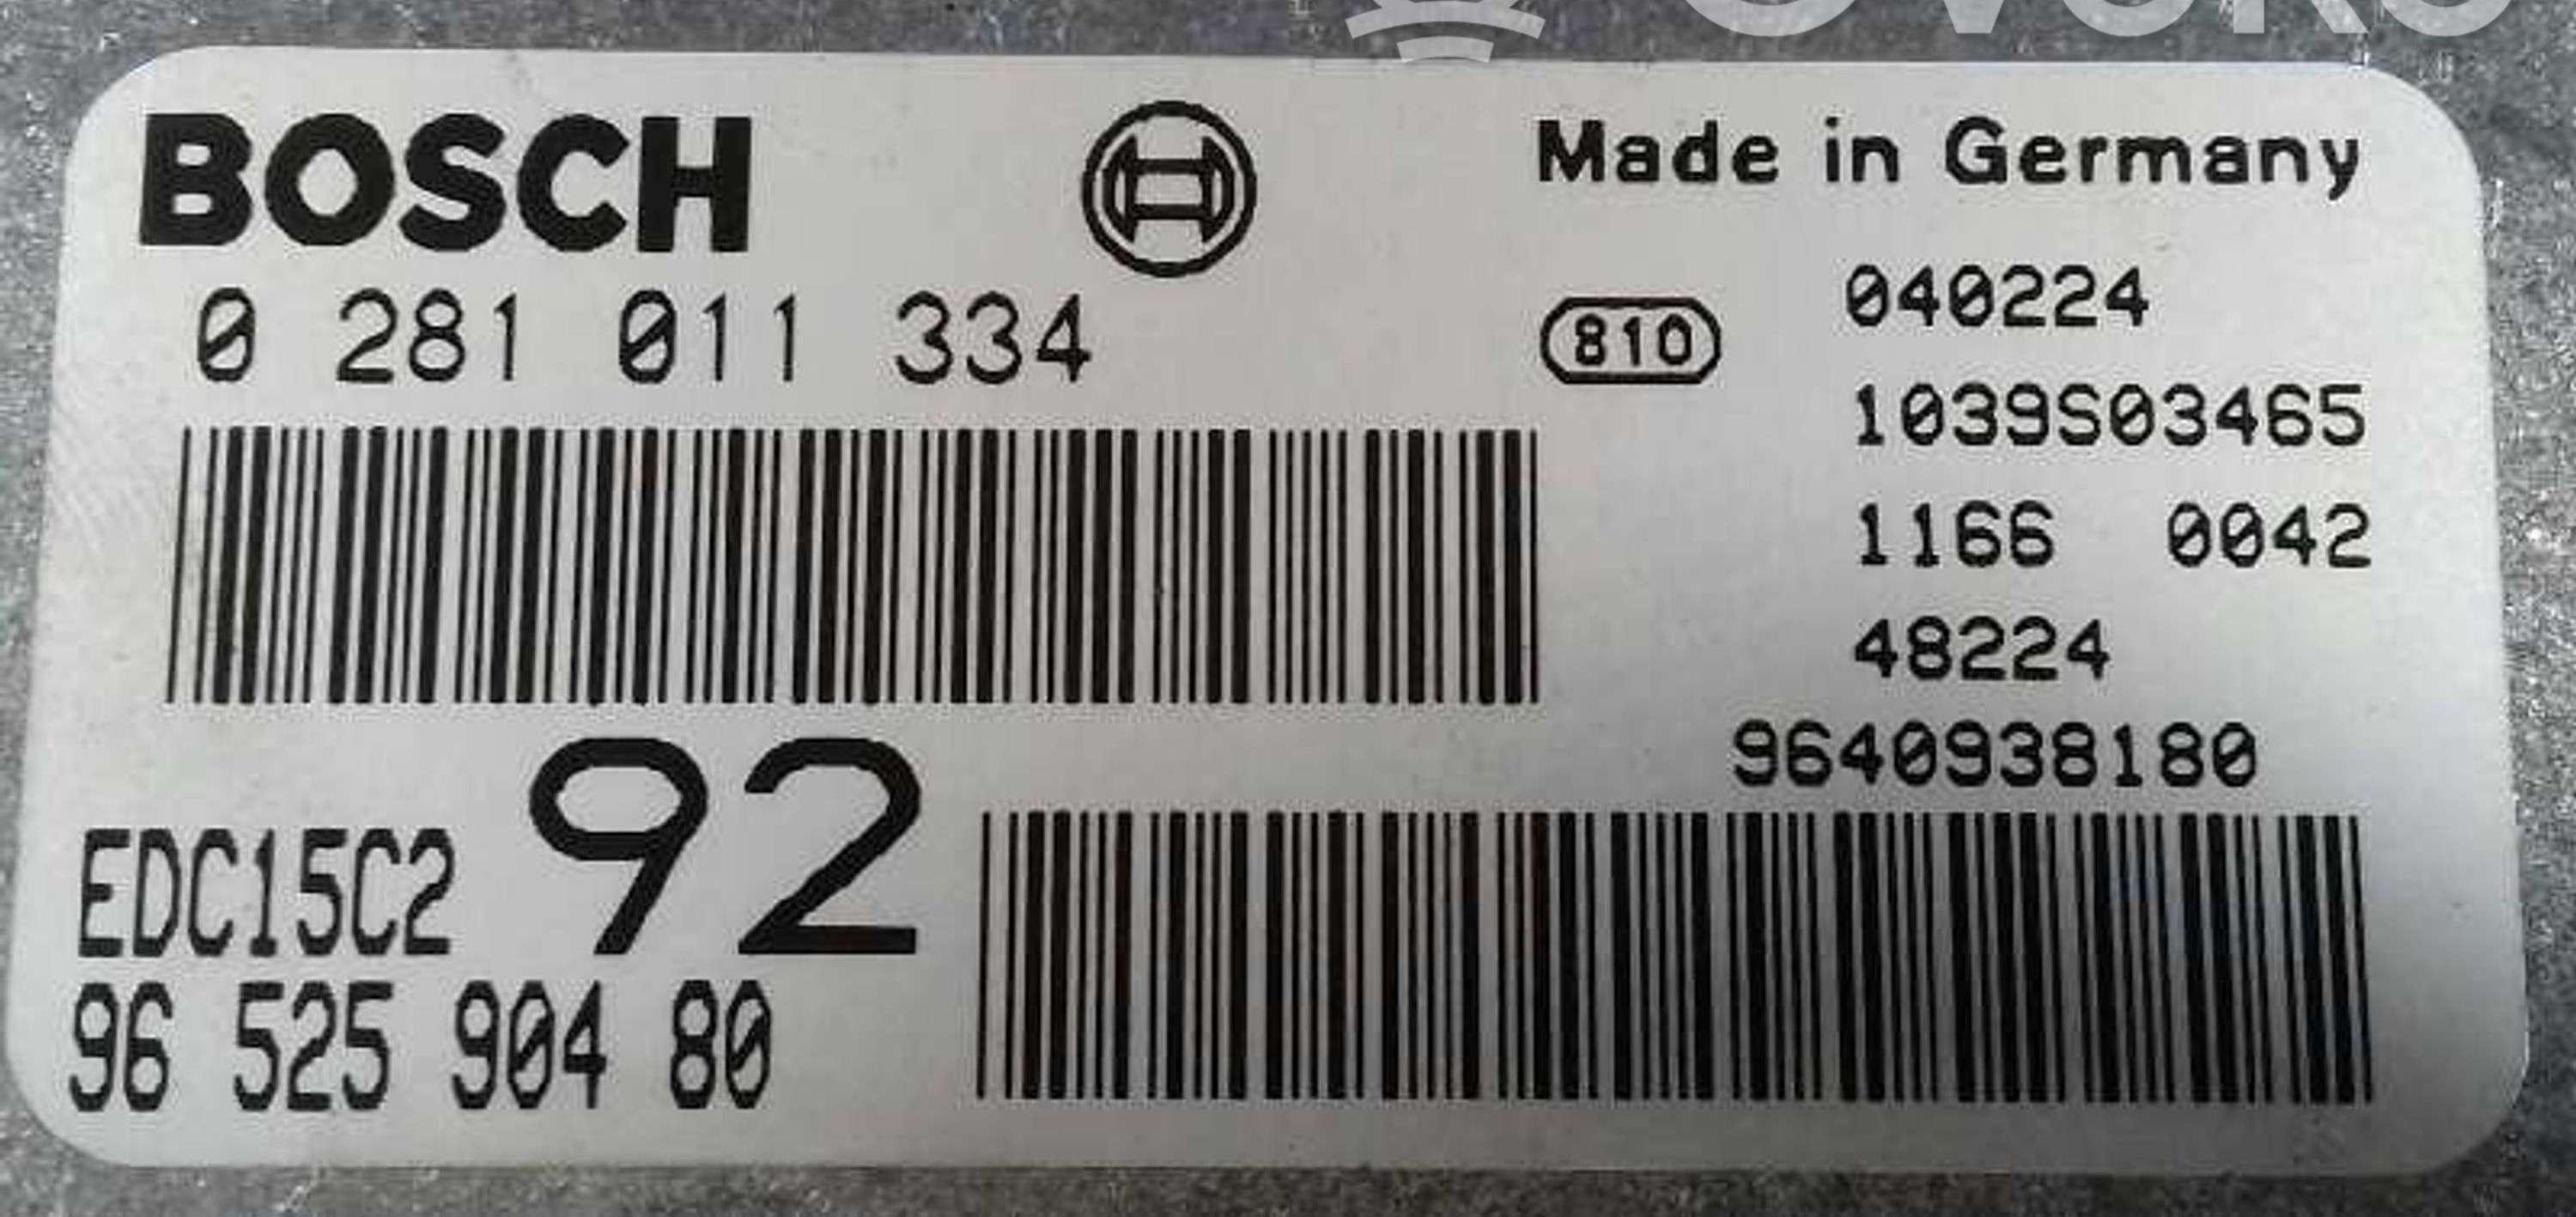 BOSCH
Made in Germany
0 281 011 334
810
040224
1039S03465
1166 0042
48224
9640938180
EDC15C2 92
96 525 904 80